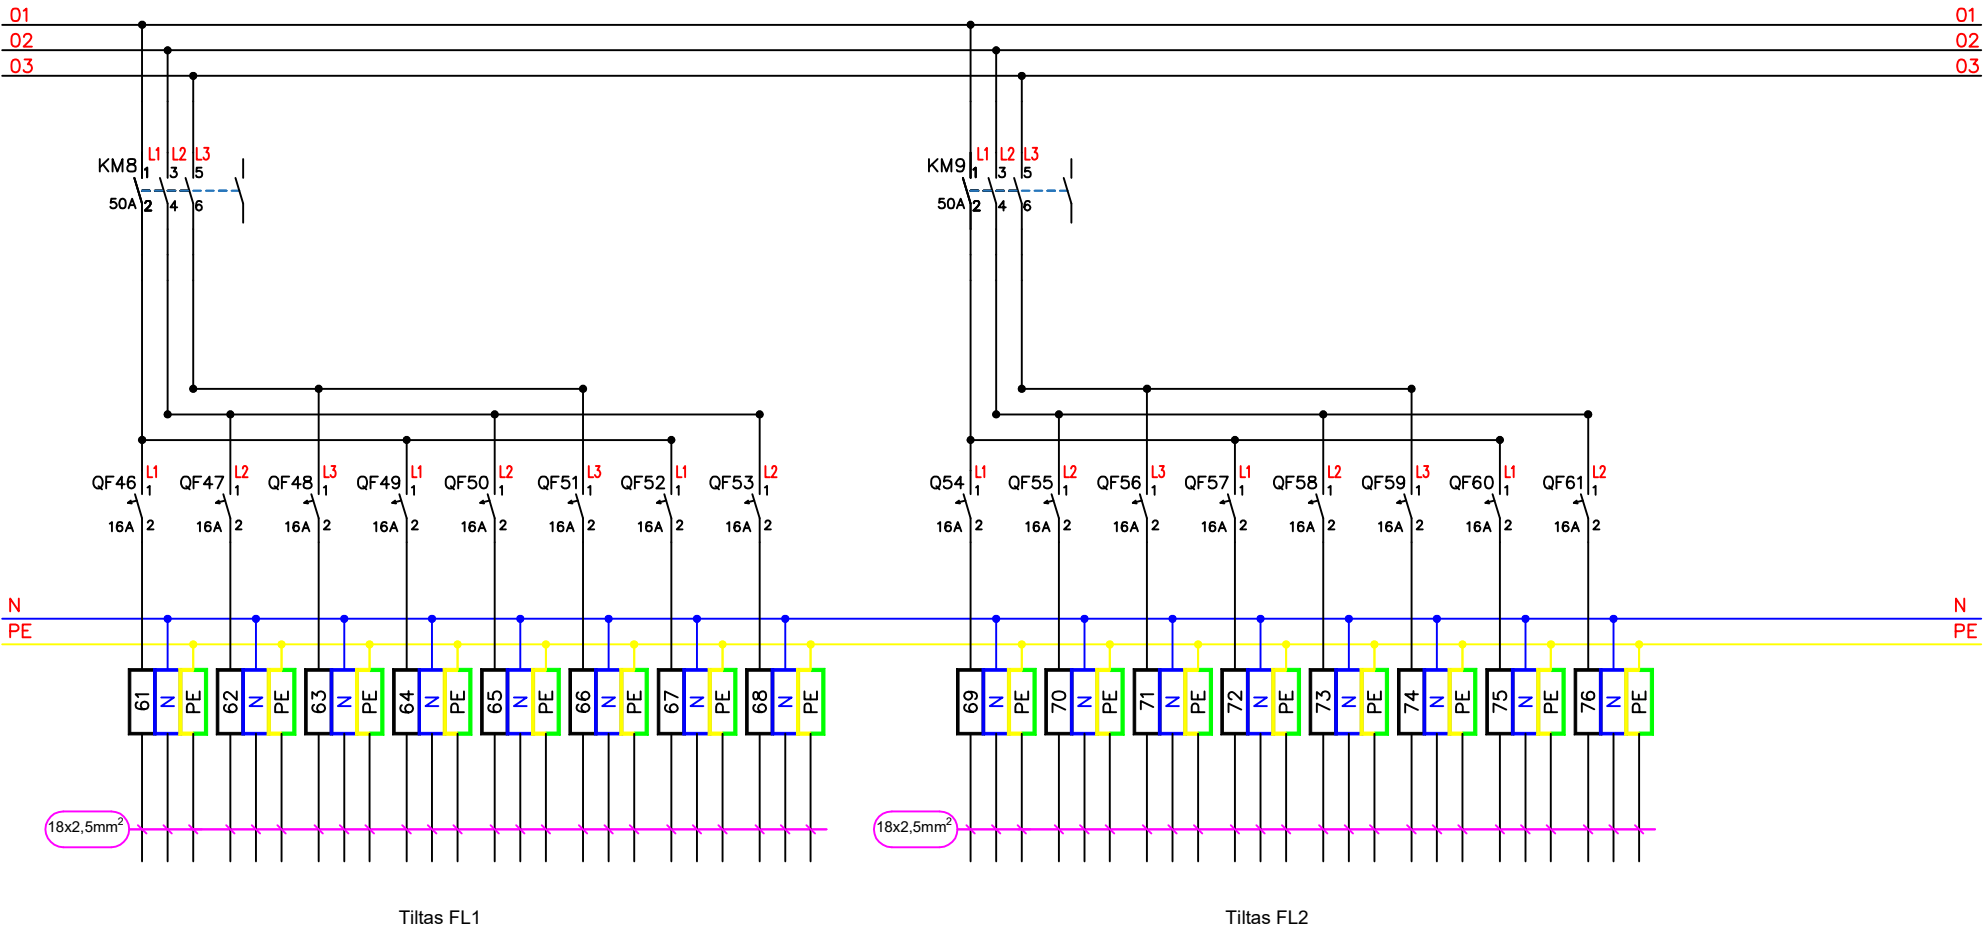 01 01
02 02
03 03
L1 L2 L3 L1 L2 L3
KM8 1 3 5 KM9 1 3 5
50A 2 4 6 50A 2 4 6
L1 L2 L3 L1 L2 L3 L1 L2 L1 L2 L3 L1 L2 L3 L1 L2
QF46 1 QF47 1 QF48 1 QF49 1 QF50 1 QF51 1 QF52 1 QF53 1 Q54 1 QF55 1 QF56 1 QF57 1 QF58 1 QF59 1 QF60 1 QF61 1
16A 2 16A 2 16A 2 16A 2 16A 2 16A 2 16A 2 16A 2 16A 2 16A 2 16A 2 16A 2 16A 2 16A 2 16A 2 16A 2
N N
PE PE
61 N PE 62 N PE 63 N PE 64 N PE 65 N PE 66 N PE 67 N PE 68 N PE 69 N PE 70 N PE 71 N PE 72 N PE 73 N PE 74 N PE 75 N PE 76 N PE
18x2,5mm² 18x2,5mm²
Tiltas FL1 Tiltas FL2